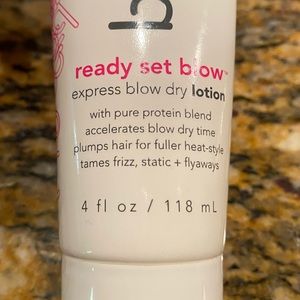 ready set blow™
express blow dry lotion
with pure protein blend
accelerates blow dry time
plumps hair for fuller heat-style
tames frizz, static + flyaways
4 fl oz / 118 mL